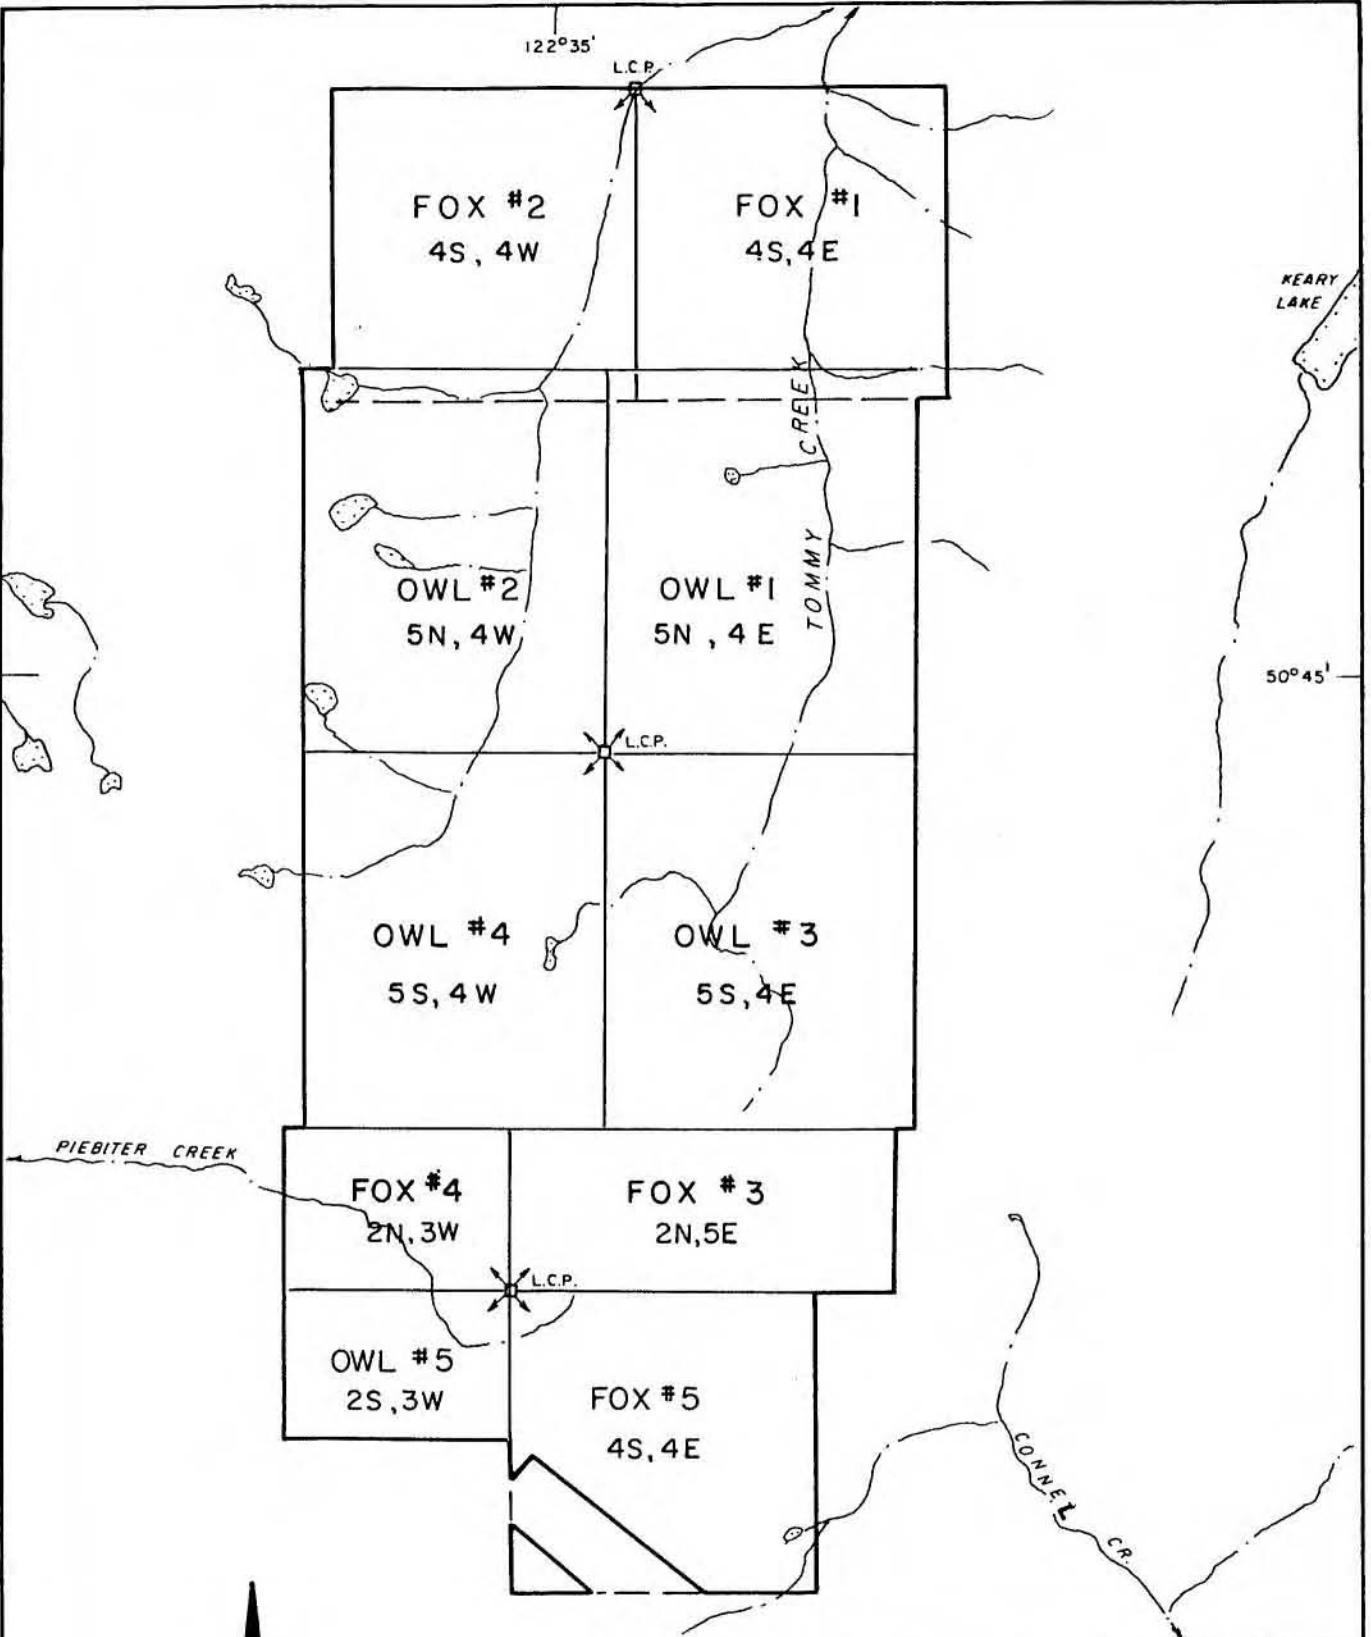 122°35'
L.C.P.
FOX #2
4S, 4W
FOX #1
4S, 4E
KEARY
LAKE
TOMMY CREEK
OWL #2
5N, 4W
OWL #1
5N, 4E
50°45'
L.C.P.
OWL #4
5S, 4W
OWL #3
5S, 4E
PIEBITER CREEK
FOX #4
2N, 3W
FOX #3
2N, 5E
L.C.P.
OWL #5
2S, 3W
FOX #5
4S, 4E
CONNEL CR.